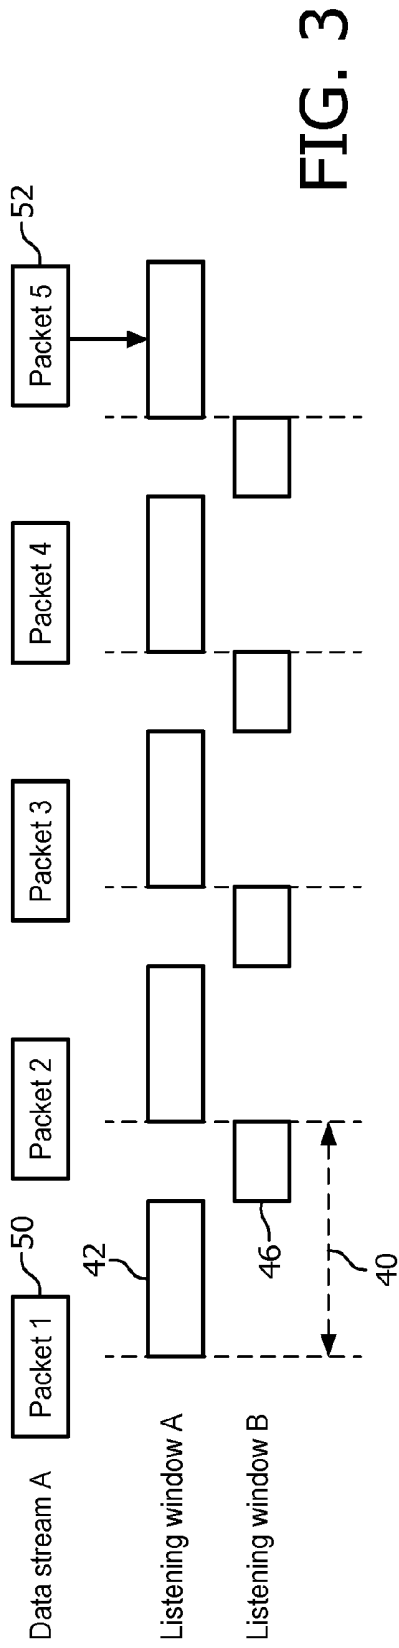 Data stream A
Packet 1
50
Packet 2
Packet 3
Packet 4
Packet 5
52
Listening window A
42
Listening window B
46
40
FIG. 3